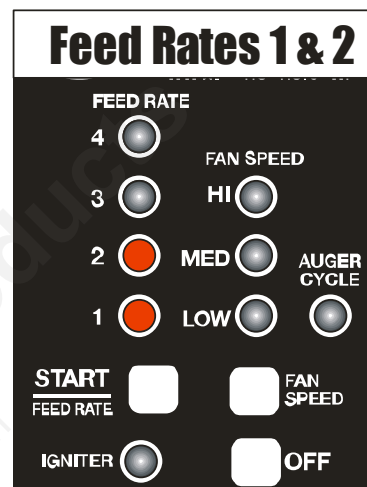 Feed Rates 1 & 2
FEED RATE
4
FAN SPEED
3 HI
2 MED AUGER
CYCLE
1 LOW
START FAN
FEED RATE SPEED
IGNITER OFF